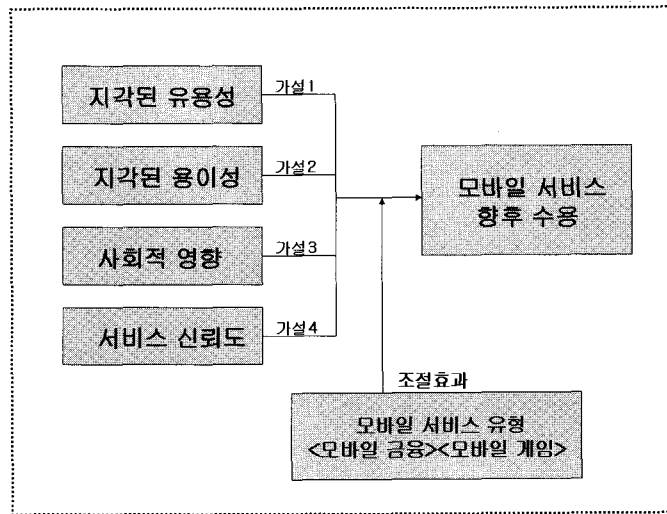 지각된 유용성
가설1
지각된 용이성
가설2
사회적 영향
가설3
서비스 신뢰도
가설4
모바일 서비스
향후 수용
조절효과
모바일 서비스 유형
<모바일 금융><모바일 게임>